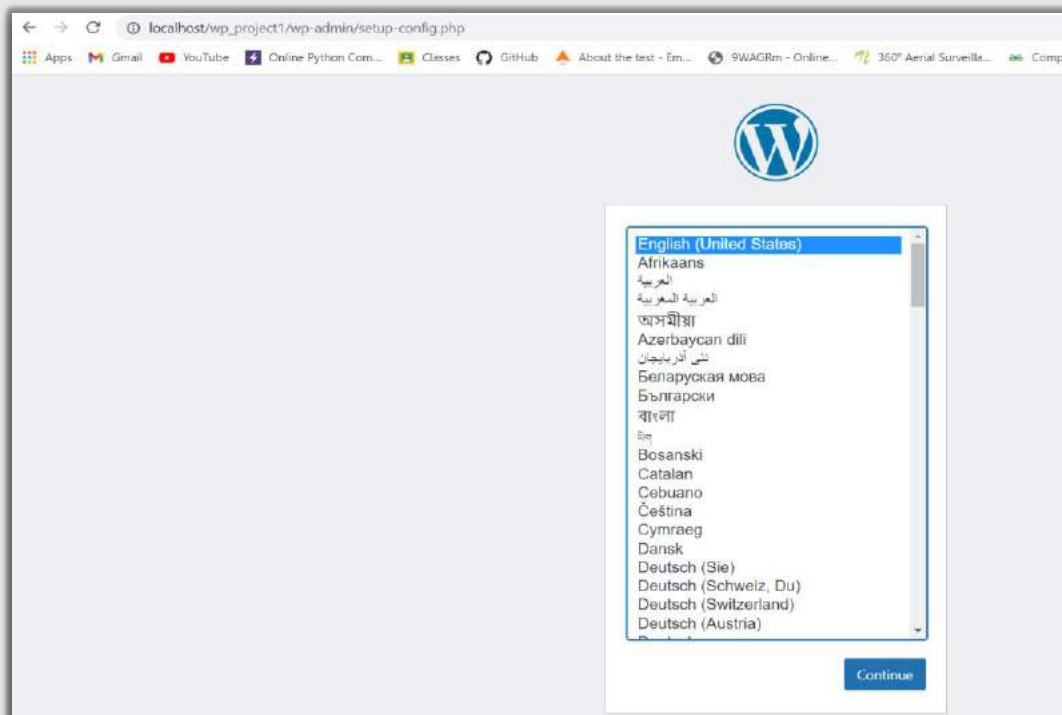 localhost/wp_project1/wp-admin/setup-config.php
Apps Gmail YouTube Online Python Com... Classes GitHub About the test - Em... 9WAGRm - Online... 360° Aerial Surveilla... Comp
English (United States)
Afrikaans
العربية
العربية المغربية
অসমীয়া
Azərbaycan dili
گؤنئی آذربایجان
Беларуская мова
Български
বাংলা
བོད་ཡིག
Bosanski
Catalan
Cebuano
Čeština
Cymraeg
Dansk
Deutsch (Sie)
Deutsch (Schweiz, Du)
Deutsch (Switzerland)
Deutsch (Austria)
Continue